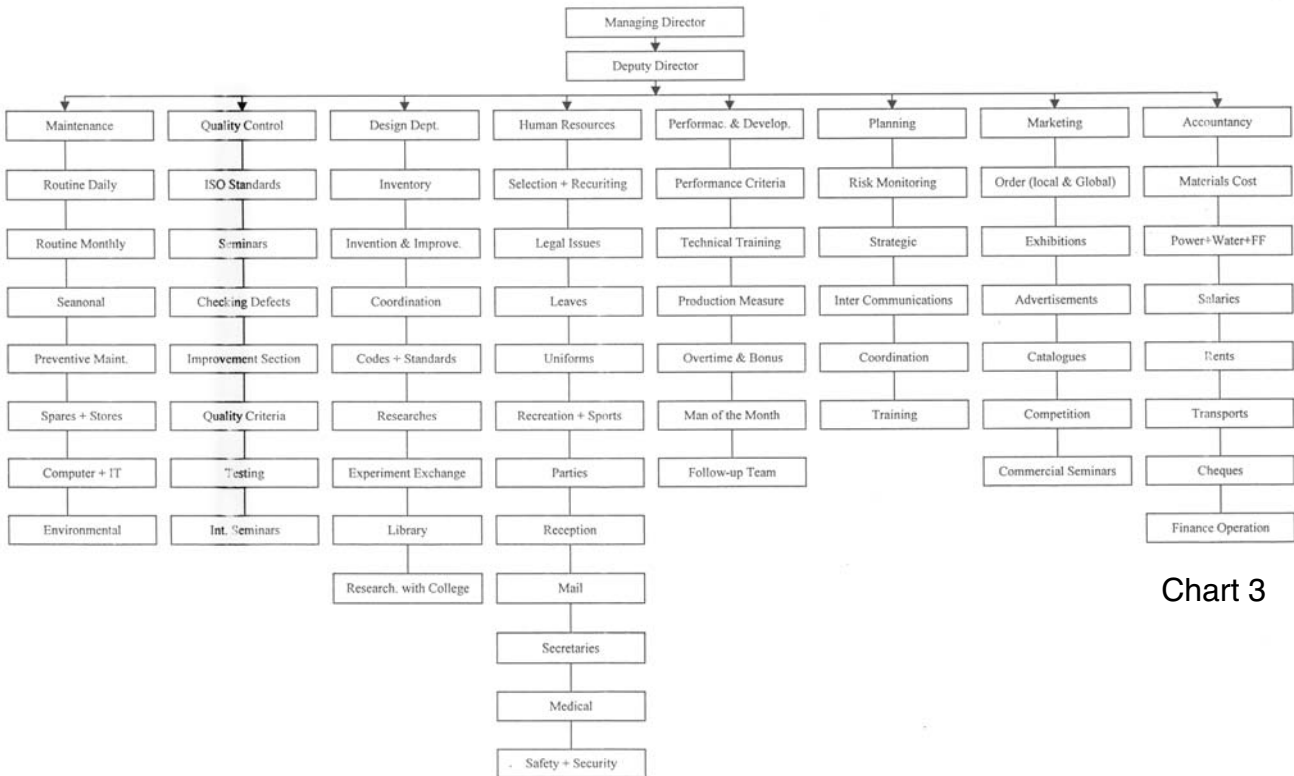 Managing Director
Deputy Director
Maintenance
Quality Control
Design Dept.
Human Resources
Performac. & Develop.
Planning
Marketing
Accountancy
Routine Daily
ISO Standards
Inventory
Selection + Recuriting
Performance Criteria
Risk Monitoring
Order (local & Global)
Materials Cost
Routine Monthly
Seminars
Invention & Improve.
Legal Issues
Technical Training
Strategic
Exhibitions
Power+Water+FF
Seanonal
Checking Defects
Coordination
Leaves
Production Measure
Inter Communications
Advertisements
Salaries
Preventive Maint.
Improvement Section
Codes + Standards
Uniforms
Overtime & Bonus
Coordination
Catalogues
Rents
Spares + Stores
Quality Criteria
Researches
Recreation + Sports
Man of the Month
Training
Competition
Transports
Computer + IT
Testing
Experiment Exchange
Parties
Follow-up Team
Commercial Seminars
Cheques
Environmental
Int. Seminars
Library
Reception
Finance Operation
Research. with College
Mail
Chart 3
Secretaries
Medical
Safety + Security